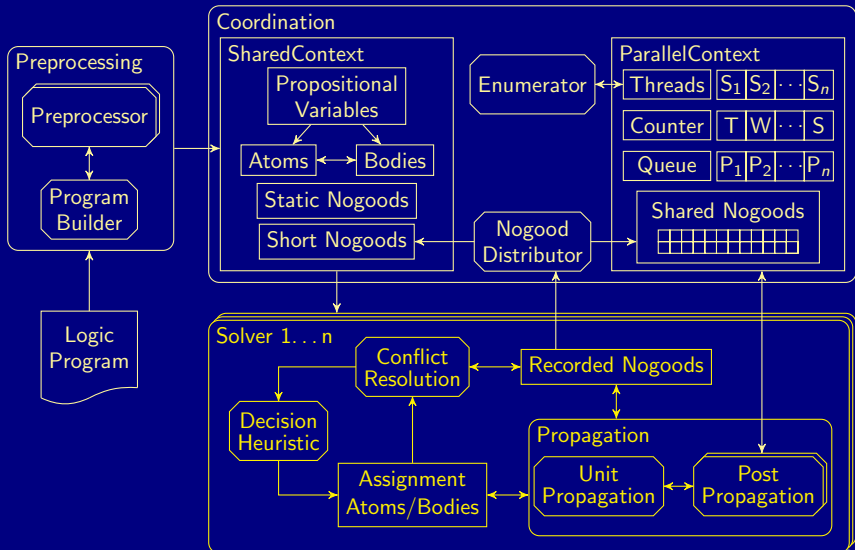 Coordination
Preprocessing
Preprocessor
Program
Builder
Logic
Program
SharedContext
Propositional
Variables
Atoms
Bodies
Static Nogoods
Short Nogoods
Enumerator
Nogood
Distributor
ParallelContext
Threads S₁ S₂ ... Sₙ
Counter T W ... S
Queue P₁ P₂ ... Pₙ
Shared Nogoods
Solver 1...n
Conflict
Resolution
Recorded Nogoods
Decision
Heuristic
Assignment
Atoms/Bodies
Propagation
Unit
Propagation
Post
Propagation